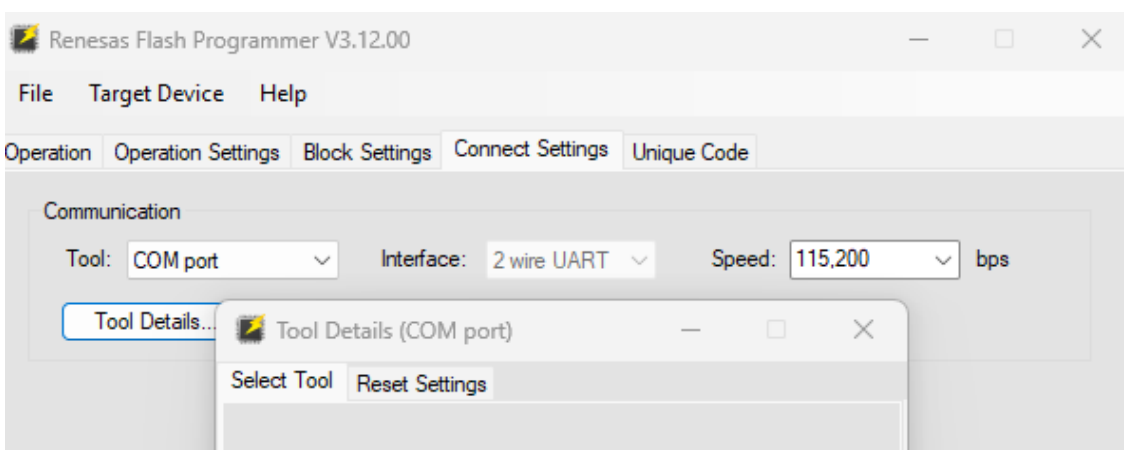 Renesas Flash Programmer V3.12.00
File Target Device Help
Operation Operation Settings Block Settings Connect Settings Unique Code
Communication
Tool: COM port Interface: 2 wire UART Speed: 115,200 bps
Tool Details...
Tool Details (COM port)
Select Tool Reset Settings